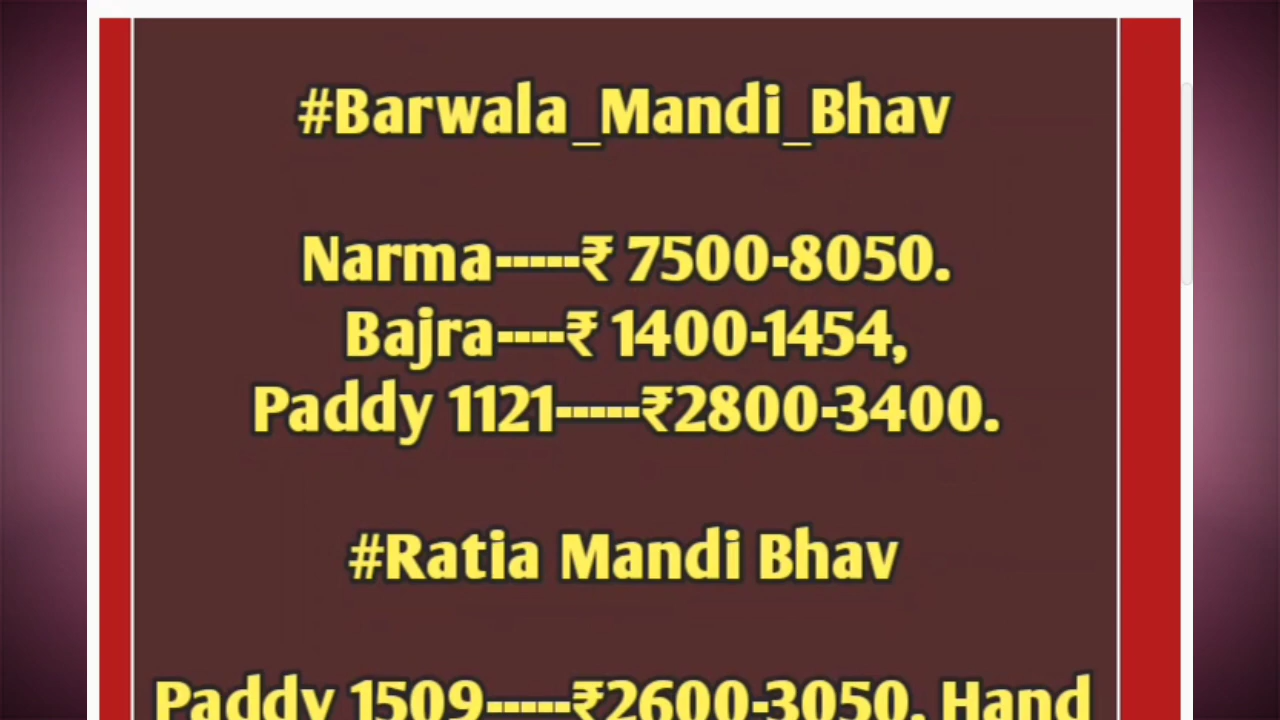 #Barwala_Mandi_Bhav
Narma-----₹ 7500-8050.
Bajra----₹ 1400-1454,
Paddy 1121-----₹2800-3400.
#Ratia Mandi Bhav
Paddy 1509-----₹2600-3050, Hand